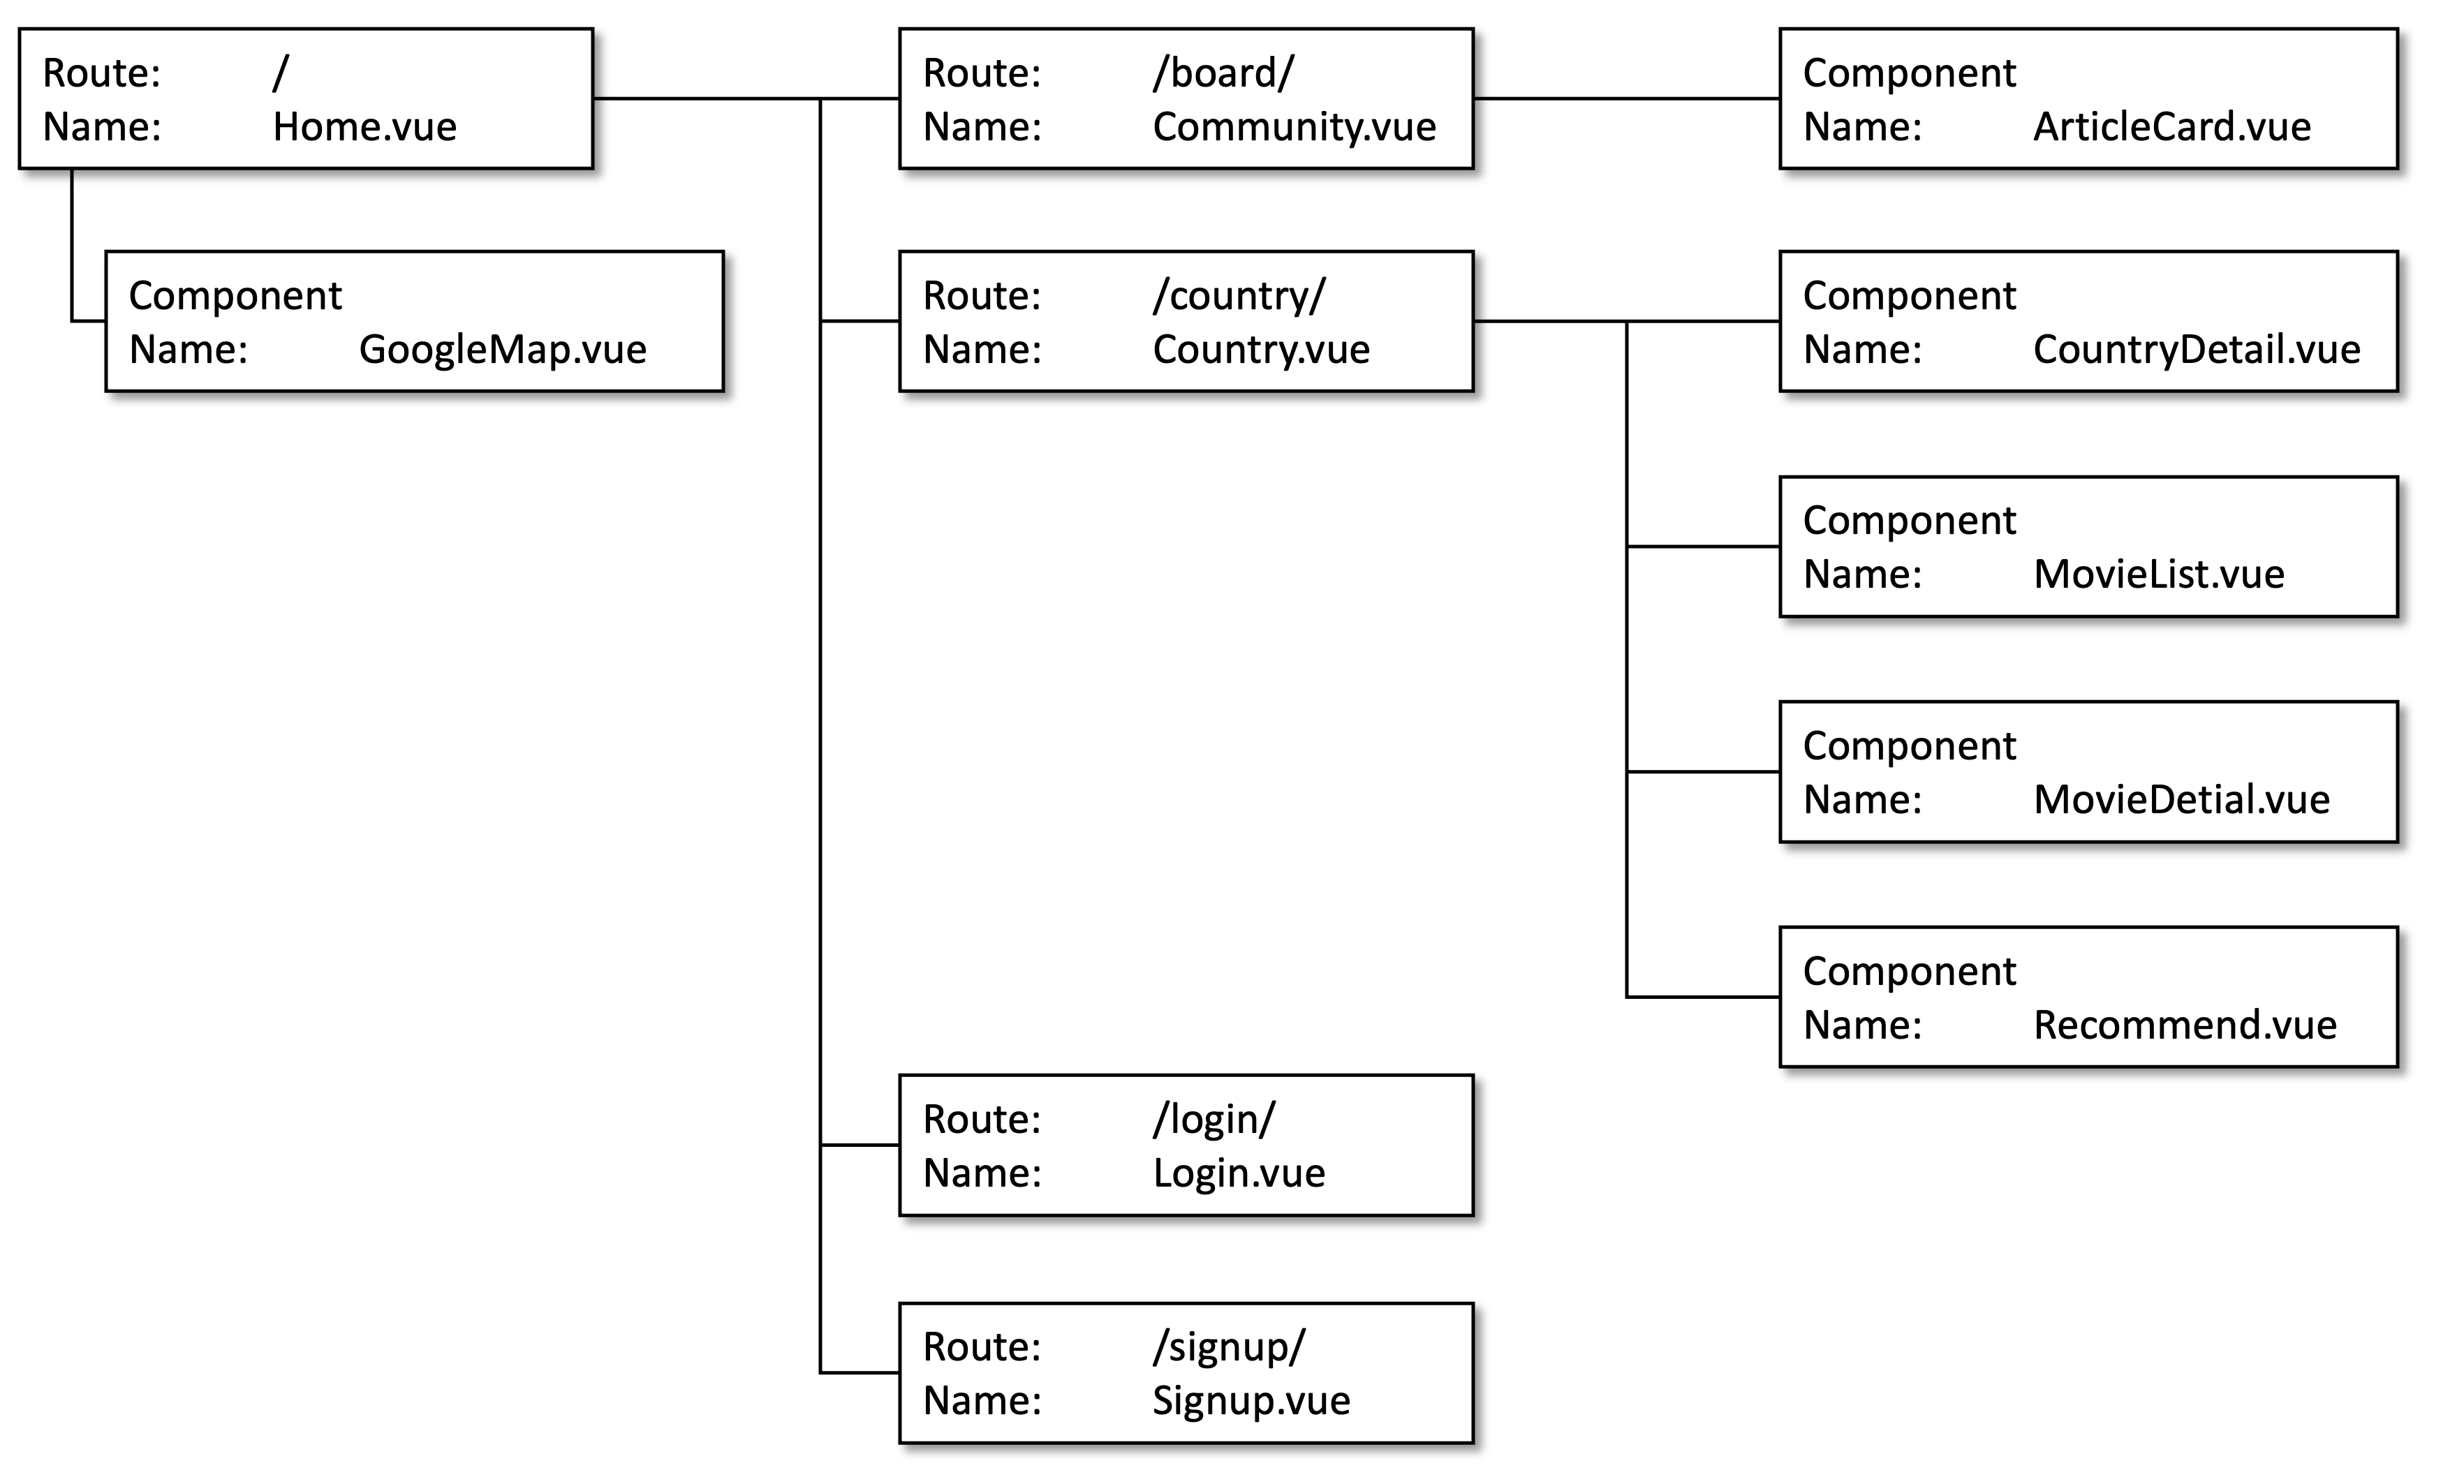 Route: /
Name: Home.vue
Component
Name: GoogleMap.vue
Route: /board/
Name: Community.vue
Component
Name: ArticleCard.vue
Route: /country/
Name: Country.vue
Component
Name: CountryDetail.vue
Component
Name: MovieList.vue
Component
Name: MovieDetial.vue
Component
Name: Recommend.vue
Route: /login/
Name: Login.vue
Route: /signup/
Name: Signup.vue